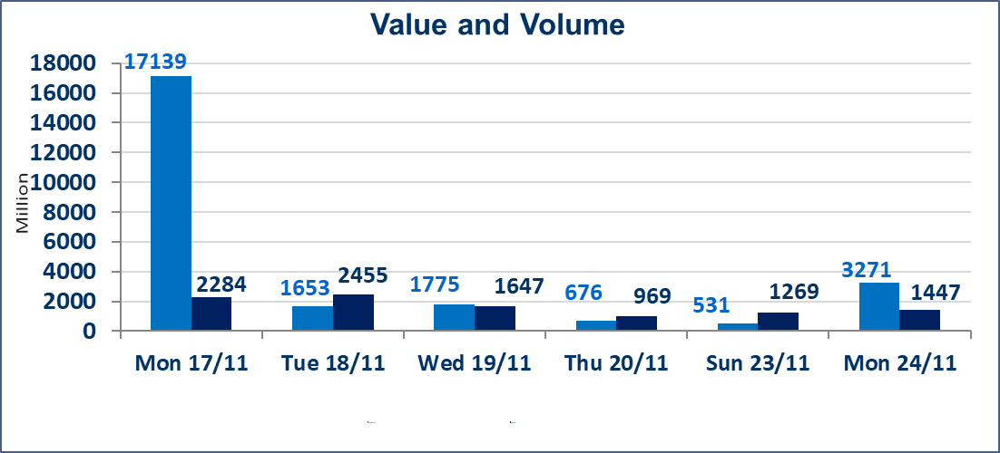 Value and Volume
Million
18000
16000
14000
12000
10000
8000
6000
4000
2000
0
17139
2284
1653
2455
1775
1647
676
969
531
1269
3271
1447
Mon 17/11
Tue 18/11
Wed 19/11
Thu 20/11
Sun 23/11
Mon 24/11